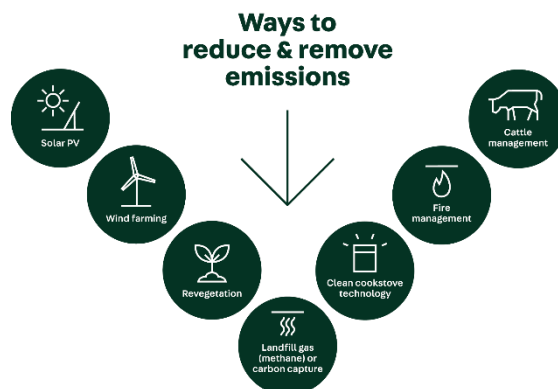 Ways to
reduce & remove
emissions
Solar PV
Wind farming
Revegetation
Landfill gas
(methane) or
carbon capture
Clean cookstove
technology
Fire
management
Cattle
management